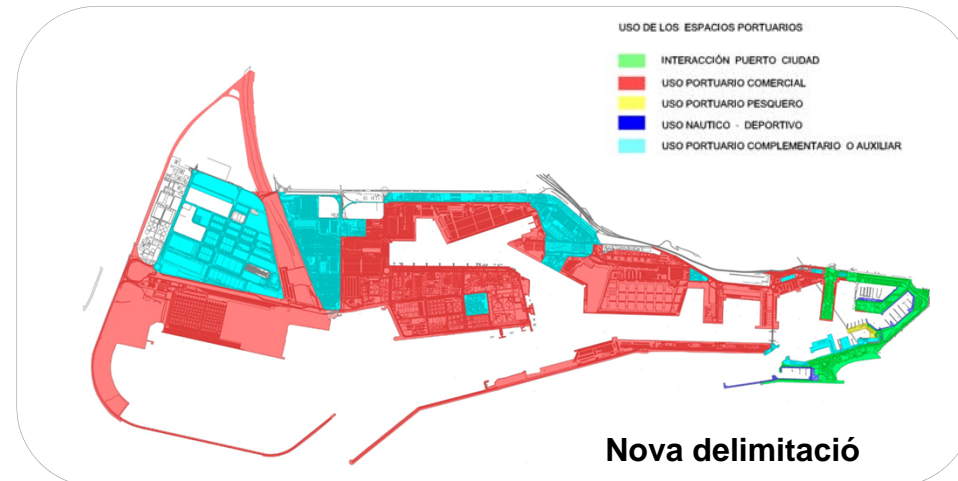 USO DE LOS ESPACIOS PORTUARIOS
INTERACCIÓN PUERTO CIUDAD
USO PORTUARIO COMERCIAL
USO PORTUARIO PESQUERO
USO NAUTICO - DEPORTIVO
USO PORTUARIO COMPLEMENTARIO O AUXILIAR
Nova delimitació